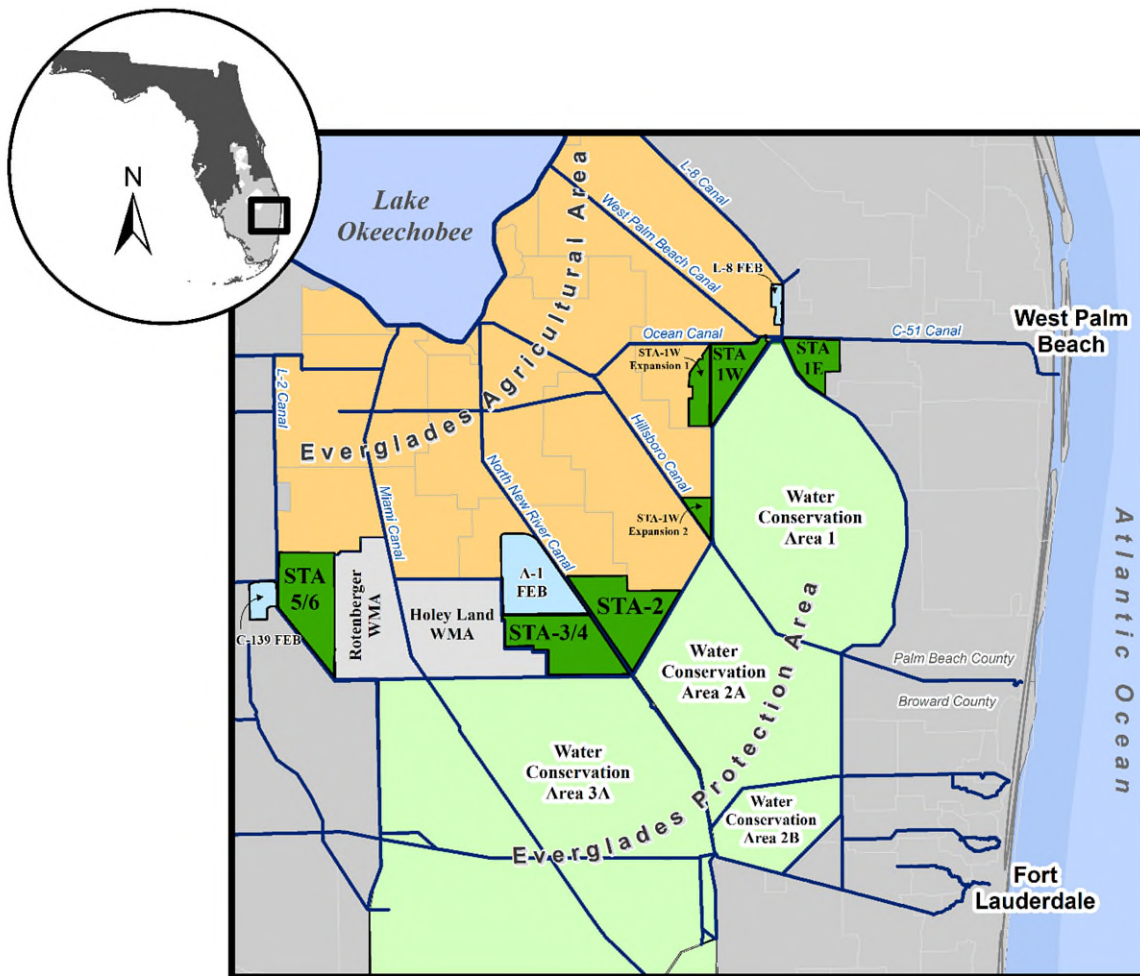 N
Lake
Okeechobee
L-8 Canal
West Palm Beach Canal
L-8 FEB
Ocean Canal
C-51 Canal
West Palm
Beach
STA-1W
Expansion 1
STA
1W
STA
1E
L-2 Canal
Everglades Agricultural Area
Hillsboro Canal
North New River Canal
Miami Canal
STA-1W
Expansion 2
Water
Conservation
Area 1
Atlantic Ocean
STA
5/6
C-139 FEB
Rotenberger
WMA
Holey Land
WMA
A-1
FEB
STA-2
STA-3/4
Water
Conservation
Area 2A
Palm Beach County
Broward County
Water
Conservation
Area 3A
Everglades Protection Area
Water
Conservation
Area 2B
Fort
Lauderdale